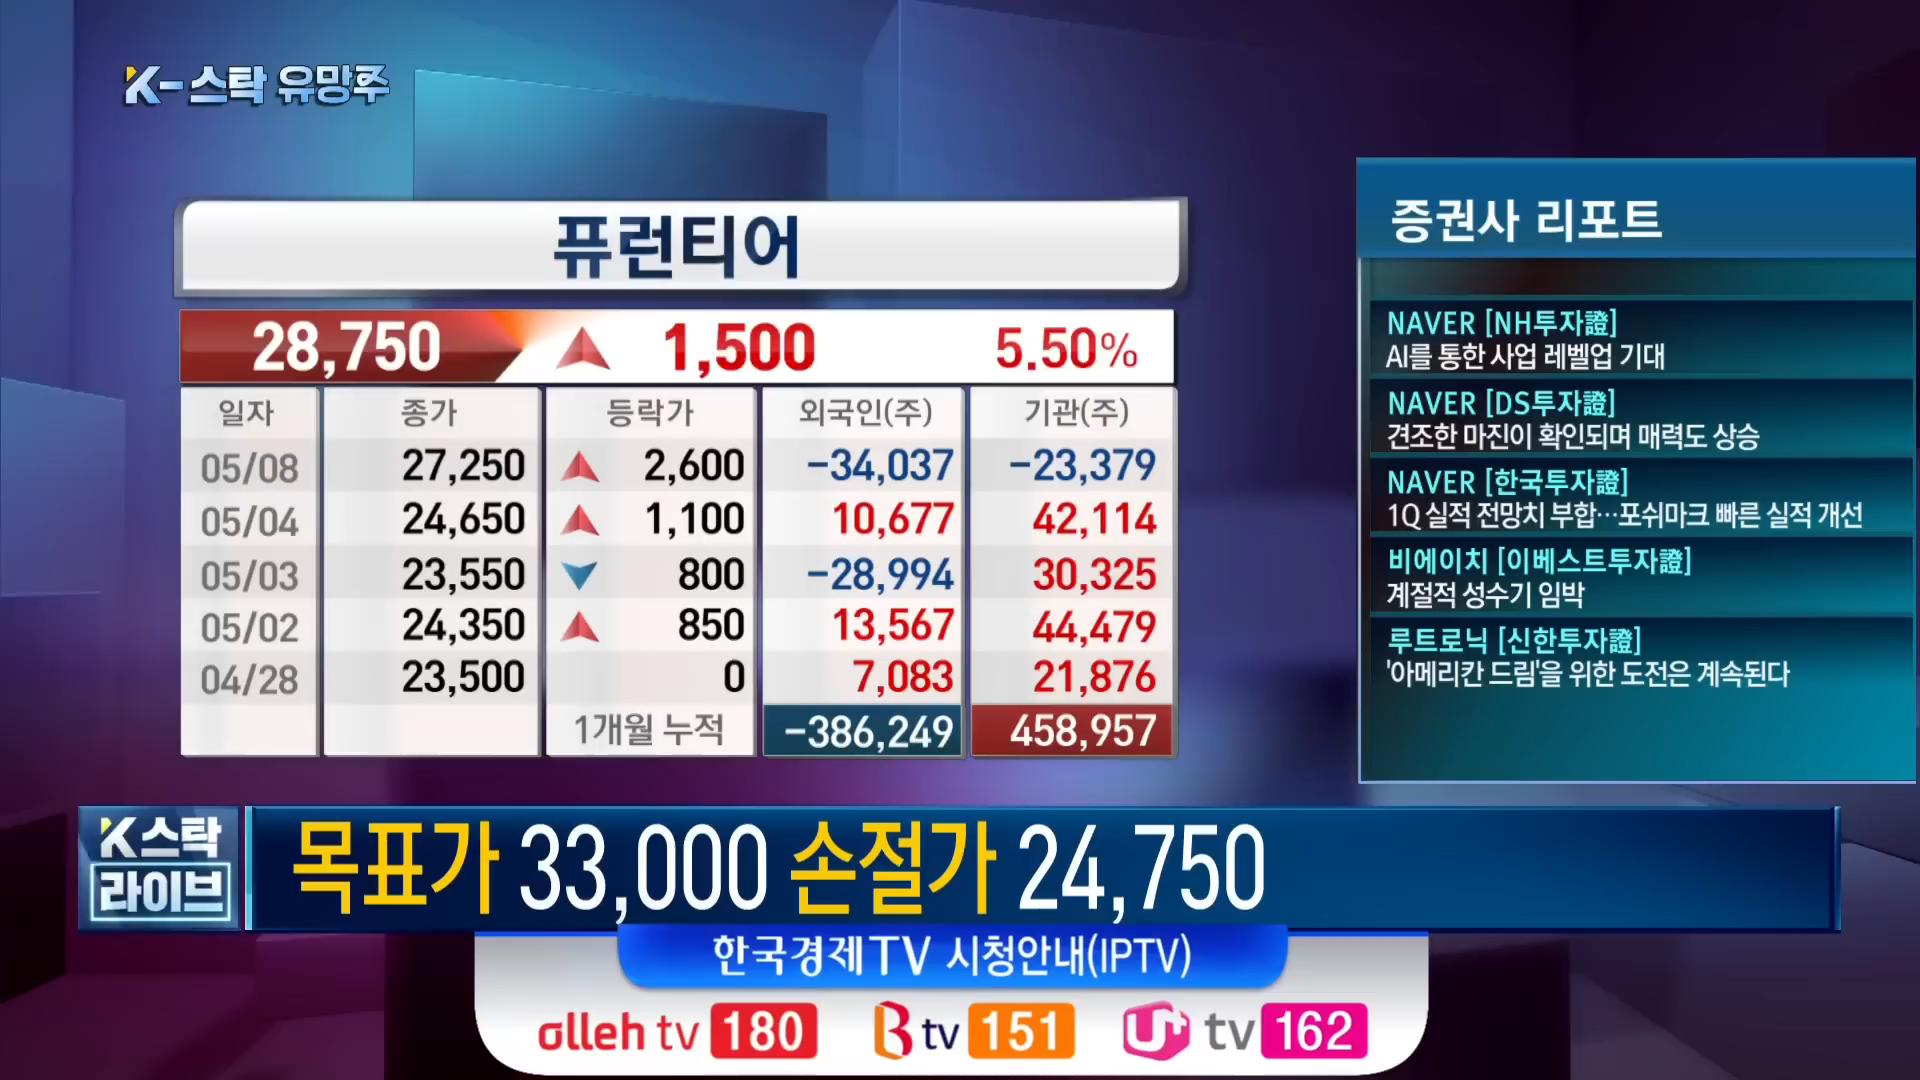 K-스탁 유망주
퓨런티어
28,750 ▲ 1,500 5.50%
일자 종가 등락가 외국인(주) 기관(주)
05/08 27,250 ▲ 2,600 -34,037 -23,379
05/04 24,650 ▲ 1,100 10,677 42,114
05/03 23,550 ▼ 800 -28,994 30,325
05/02 24,350 ▲ 850 13,567 44,479
04/28 23,500 0 7,083 21,876
1개월 누적 -386,249 458,957
증권사 리포트
NAVER [NH투자證]
AI를 통한 사업 레벨업 기대
NAVER [DS투자證]
견조한 마진이 확인되며 매력도 상승
NAVER [한국투자證]
1Q 실적 전망치 부합…포쉬마크 빠른 실적 개선
비에이치 [이베스트투자證]
계절적 성수기 임박
루트로닉 [신한투자證]
'아메리칸 드림'을 위한 도전은 계속된다
K스탁
라이브
목표가 33,000 손절가 24,750
한국경제TV 시청안내(IPTV)
olleh tv 180 B tv 151 U+ tv 162